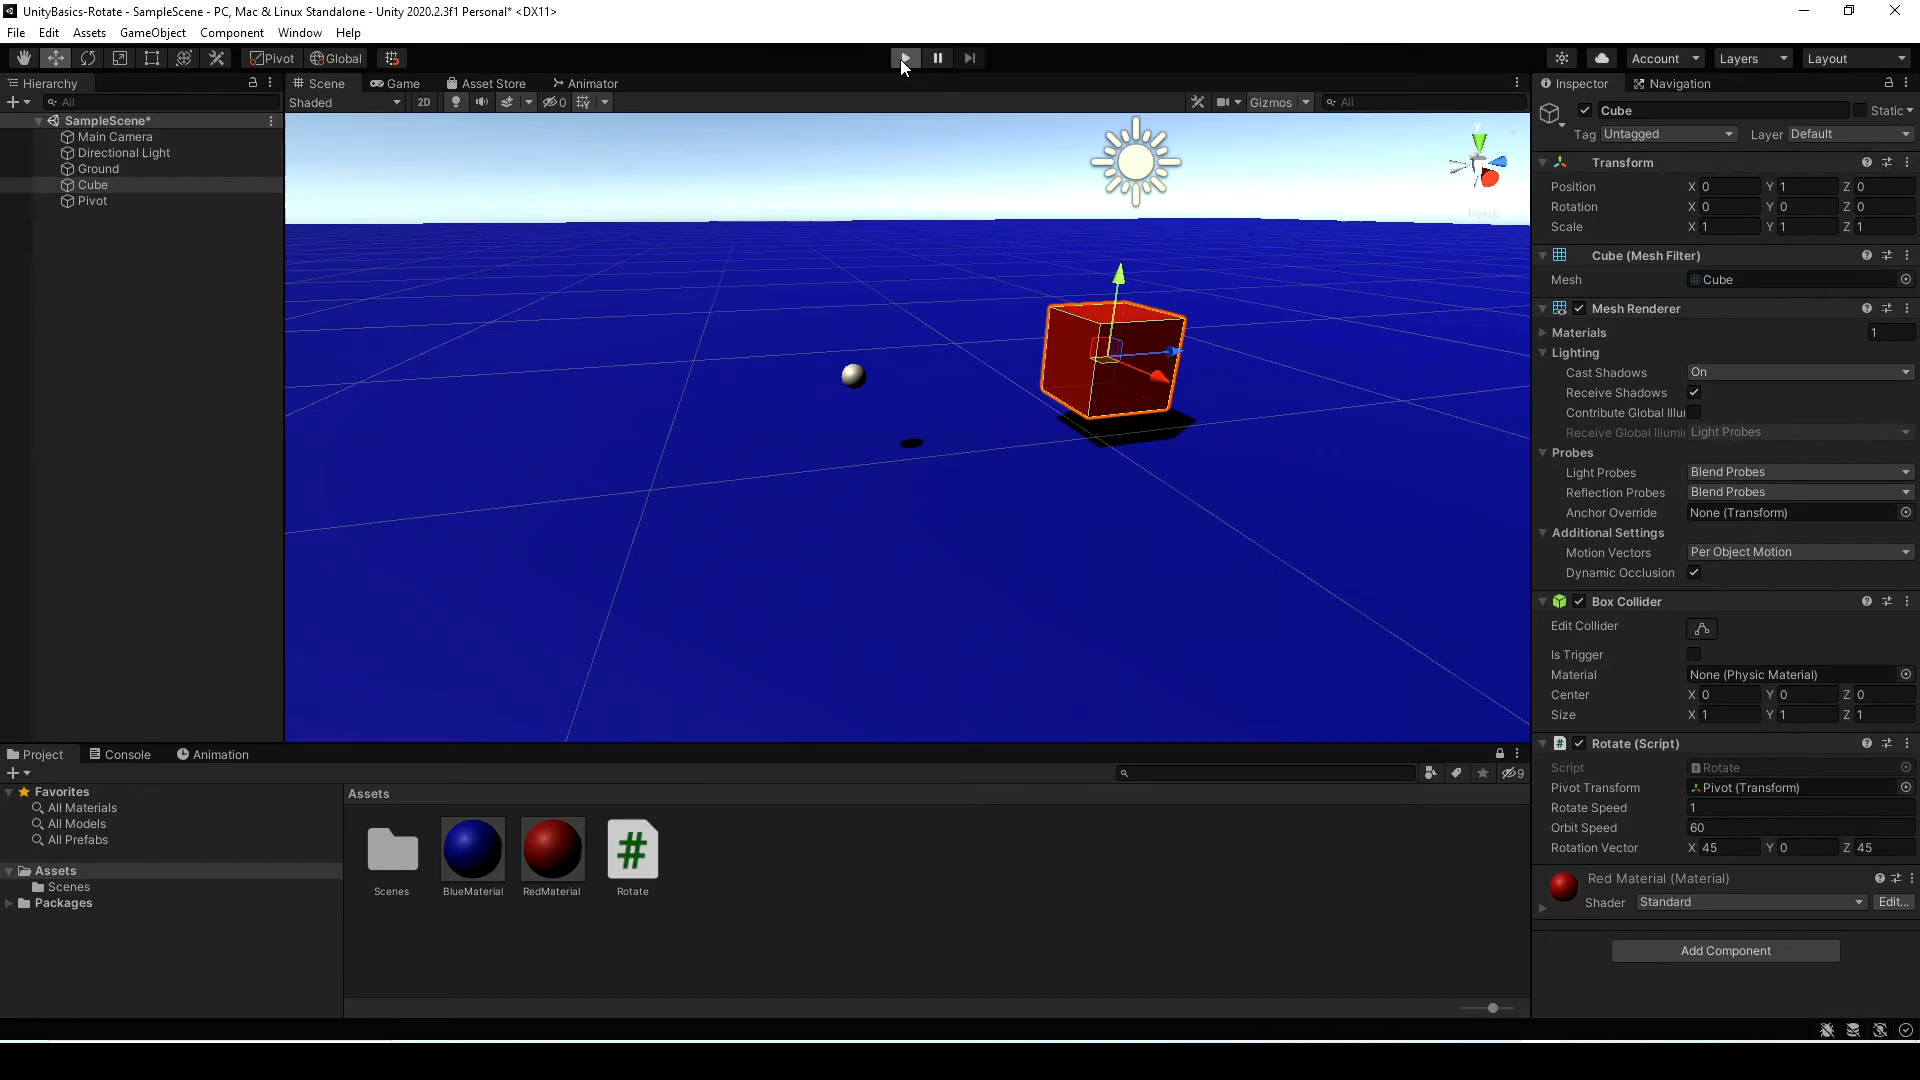 UnityBasics-Rotate - SampleScene - PC, Mac & Linux Standalone - Unity 2020.2.3f1 Personal* <DX11>
File Edit Assets GameObject Component Window Help
Pivot Global Account Layers Layout
Hierarchy
All
SampleScene*
Main Camera
Directional Light
Ground
Cube
Pivot
Scene Game Asset Store Animator
Shaded 2D 0 Gizmos All
y
Persp
Inspector Navigation
Cube Static
Tag Untagged Layer Default
Transform
Position X 0 Y 1 Z 0
Rotation X 0 Y 0 Z 0
Scale X 1 Y 1 Z 1
Cube (Mesh Filter)
Mesh Cube
Mesh Renderer
Materials 1
Lighting
Cast Shadows On
Receive Shadows
Contribute Global Illu
Receive Global Illumin Light Probes
Probes
Light Probes Blend Probes
Reflection Probes Blend Probes
Anchor Override None (Transform)
Additional Settings
Motion Vectors Per Object Motion
Dynamic Occlusion
Box Collider
Edit Collider
Is Trigger
Material None (Physic Material)
Center X 0 Y 0 Z 0
Size X 1 Y 1 Z 1
# Rotate (Script)
Script Rotate
Pivot Transform Pivot (Transform)
Rotate Speed 1
Orbit Speed 60
Rotation Vector X 45 Y 0 Z 45
Red Material (Material)
Shader Standard Edit...
Add Component
Project Console Animation
9
Favorites
All Materials
All Models
All Prefabs
Assets
Scenes
Packages
Assets
#
Scenes BlueMaterial RedMaterial Rotate